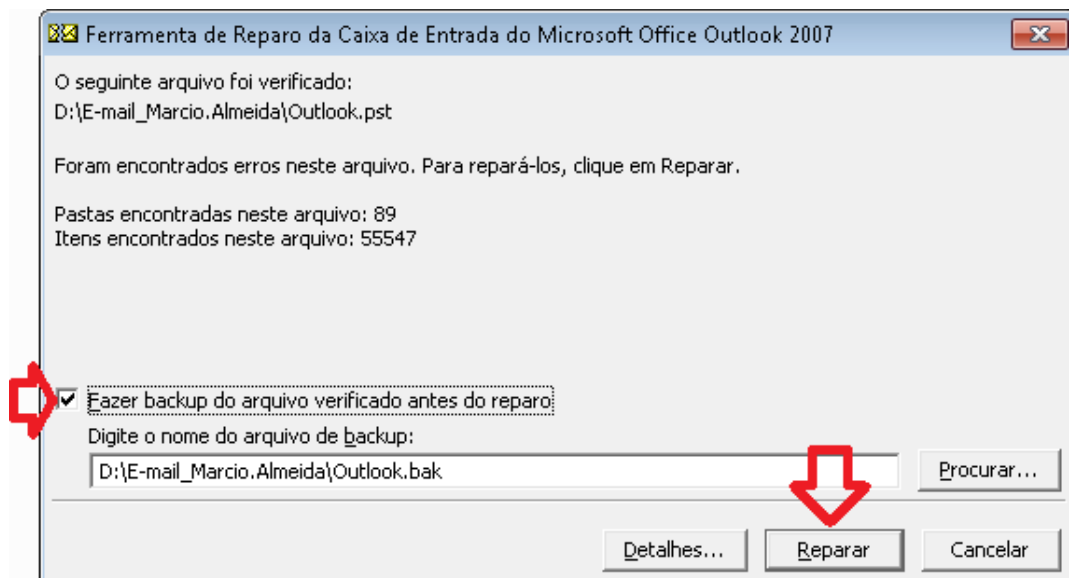 Ferramenta de Reparo da Caixa de Entrada do Microsoft Office Outlook 2007
O seguinte arquivo foi verificado:
D:\E-mail_Marcio.Almeida\Outlook.pst
Foram encontrados erros neste arquivo. Para repará-los, clique em Reparar.
Pastas encontradas neste arquivo: 89
Itens encontrados neste arquivo: 55547
Fazer backup do arquivo verificado antes do reparo
Digite o nome do arquivo de backup:
D:\E-mail_Marcio.Almeida\Outlook.bak
Procurar...
Detalhes...
Reparar
Cancelar